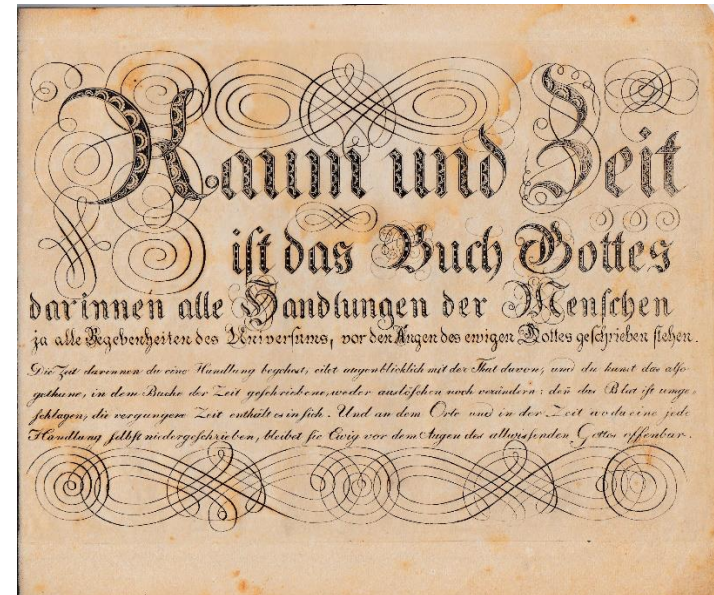 Raum und Zeit
ist das Buch Gottes
darinnen alle Handlungen der Menschen
ja alle Begebenheiten des Universums, vor den Augen des ewigen Gottes geschrieben stehen.
Die Zeit darinnen du eine Handlung begehest, eilet augenblicklich mit der That davon, und du kanst das also
gethane, in dem Buche der Zeit geschriebene, weder auslöschen noch verändern: deñ das Blat ist umge,
schlagen, die vergangene Zeit enthält es in sich. Und an dem Orte und in der Zeit wo da eine jede
Handlung selbst niedergeschrieben, bleibet sie Ewig vor dem Augen des allwissenden Gottes offenbar.